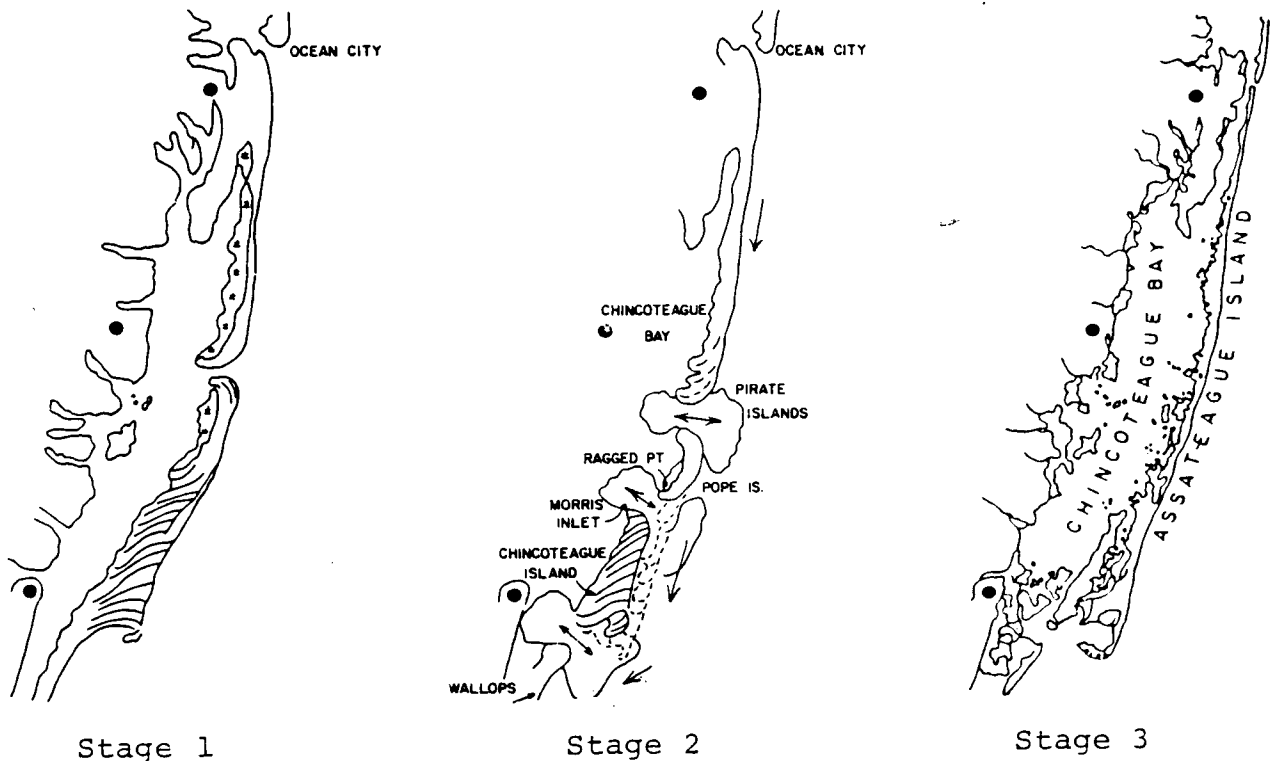 OCEAN CITY
Stage 1
OCEAN CITY
CHINCOTEAGUE
BAY
PIRATE
ISLANDS
RAGGED PT
POPE IS.
MORRIS
INLET
CHINCOTEAGUE
ISLAND
WALLOPS
Stage 2
CHINCOTEAGUE BAY
ASSATEAGUE ISLAND
Stage 3